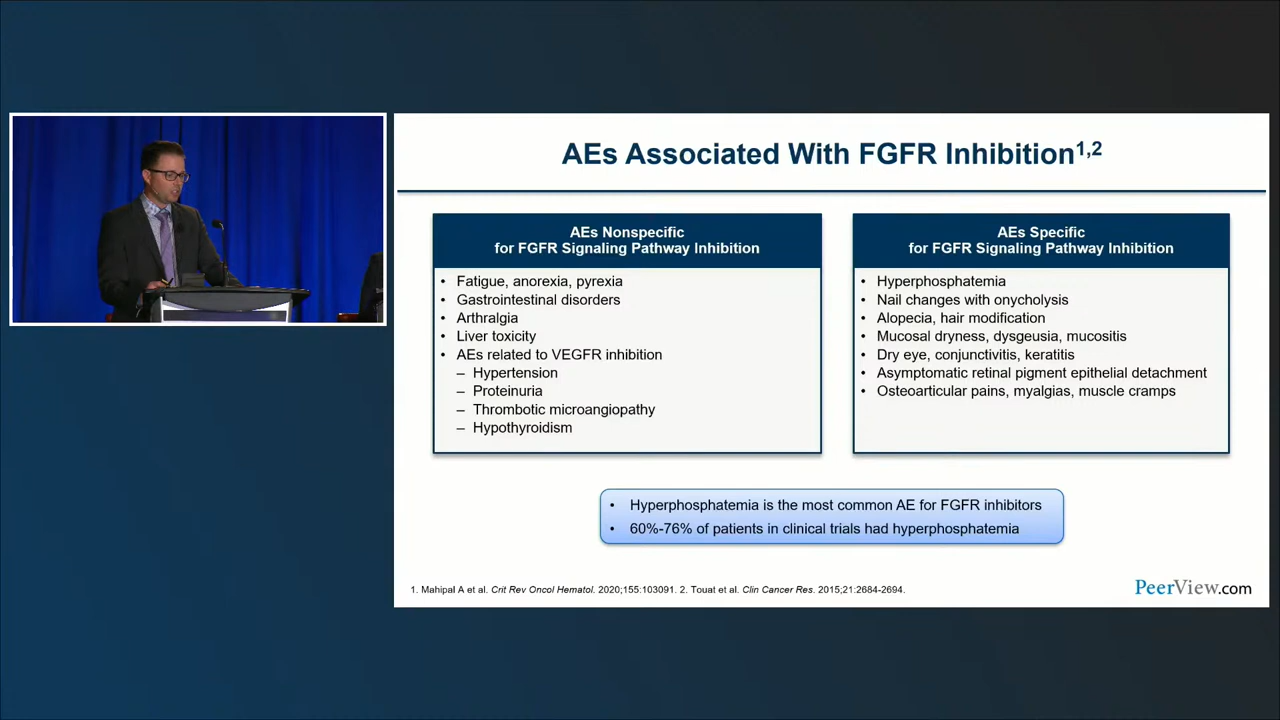 AEs Associated With FGFR Inhibition1,2
AEs Nonspecific
for FGFR Signaling Pathway Inhibition
• Fatigue, anorexia, pyrexia
• Gastrointestinal disorders
• Arthralgia
• Liver toxicity
• AEs related to VEGFR inhibition
– Hypertension
– Proteinuria
– Thrombotic microangiopathy
– Hypothyroidism
AEs Specific
for FGFR Signaling Pathway Inhibition
• Hyperphosphatemia
• Nail changes with onycholysis
• Alopecia, hair modification
• Mucosal dryness, dysgeusia, mucositis
• Dry eye, conjunctivitis, keratitis
• Asymptomatic retinal pigment epithelial detachment
• Osteoarticular pains, myalgias, muscle cramps
• Hyperphosphatemia is the most common AE for FGFR inhibitors
• 60%-76% of patients in clinical trials had hyperphosphatemia
1. Mahipal A et al. Crit Rev Oncol Hematol. 2020;155:103091. 2. Touat et al. Clin Cancer Res. 2015;21:2684-2694.
PeerView.com